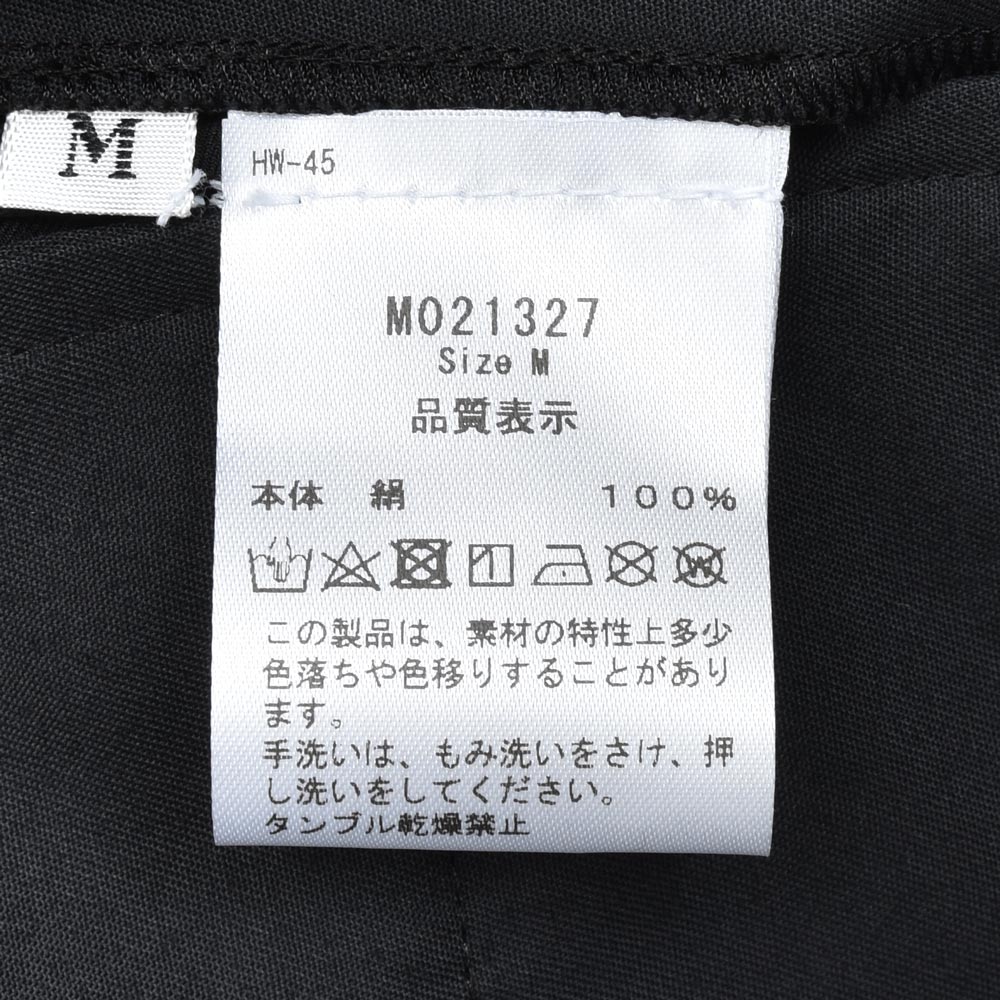 M
HW-45
M021327
Size M
品質表示
本体 絹 100%
W
この製品は、素材の特性上多少
色落ちや色移りすることがあり
ます。
手洗いは、もみ洗いをさけ、押
し洗いをしてください。
タンブル乾燥禁止